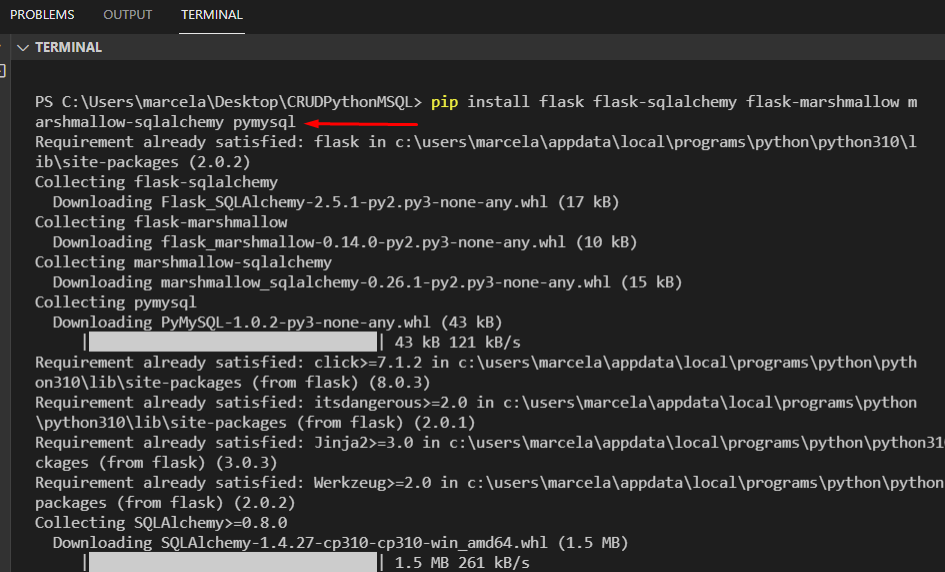 PROBLEMS OUTPUT TERMINAL
TERMINAL
PS C:\Users\marcela\Desktop\CRUDPythonMSQL> pip install flask flask-sqlalchemy flask-marshmallow m
arshmallow-sqlalchemy pymysql
Requirement already satisfied: flask in c:\users\marcela\appdata\local\programs\python\python310\l
ib\site-packages (2.0.2)
Collecting flask-sqlalchemy
Downloading Flask_SQLAlchemy-2.5.1-py2.py3-none-any.whl (17 kB)
Collecting flask-marshmallow
Downloading flask_marshmallow-0.14.0-py2.py3-none-any.whl (10 kB)
Collecting marshmallow-sqlalchemy
Downloading marshmallow_sqlalchemy-0.26.1-py2.py3-none-any.whl (15 kB)
Collecting pymysql
Downloading PyMySQL-1.0.2-py3-none-any.whl (43 kB)
| | 43 kB 121 kB/s
Requirement already satisfied: click>=7.1.2 in c:\users\marcela\appdata\local\programs\python\pyth
on310\lib\site-packages (from flask) (8.0.3)
Requirement already satisfied: itsdangerous>=2.0 in c:\users\marcela\appdata\local\programs\python
\python310\lib\site-packages (from flask) (2.0.1)
Requirement already satisfied: Jinja2>=3.0 in c:\users\marcela\appdata\local\programs\python\python310
ckages (from flask) (3.0.3)
Requirement already satisfied: Werkzeug>=2.0 in c:\users\marcela\appdata\local\programs\python\python
packages (from flask) (2.0.2)
Collecting SQLAlchemy>=0.8.0
Downloading SQLAlchemy-1.4.27-cp310-cp310-win_amd64.whl (1.5 MB)
| | 1.5 MB 261 kB/s